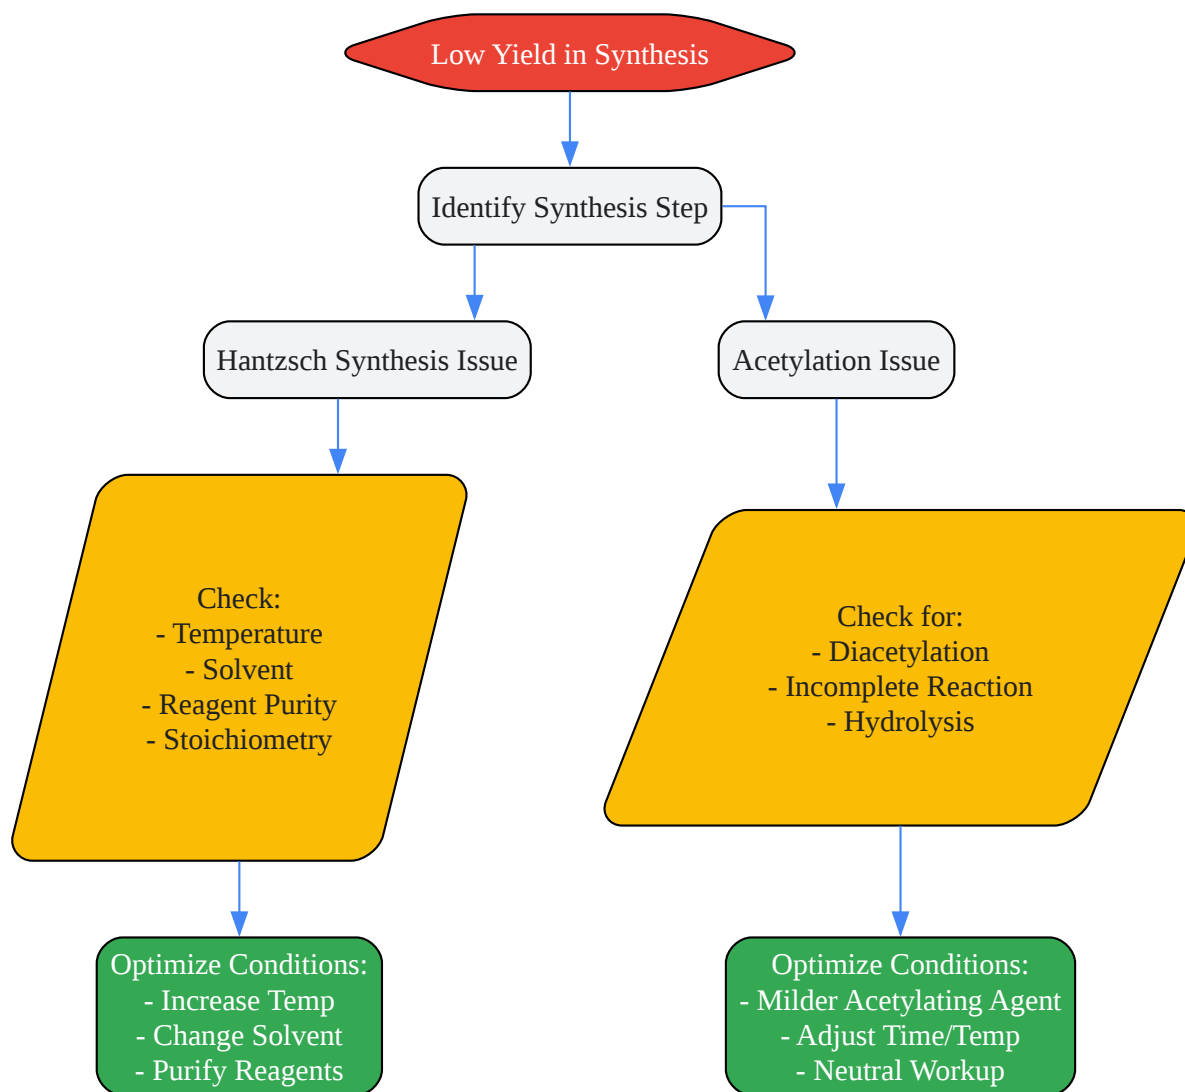 Low Yield in Synthesis
Identify Synthesis Step
Hantzsch Synthesis Issue
Acetylation Issue
Check:
- Temperature
- Solvent
- Reagent Purity
- Stoichiometry
Check for:
- Diacetylation
- Incomplete Reaction
- Hydrolysis
Optimize Conditions:
- Increase Temp
- Change Solvent
- Purify Reagents
Optimize Conditions:
- Milder Acetylating Agent
- Adjust Time/Temp
- Neutral Workup